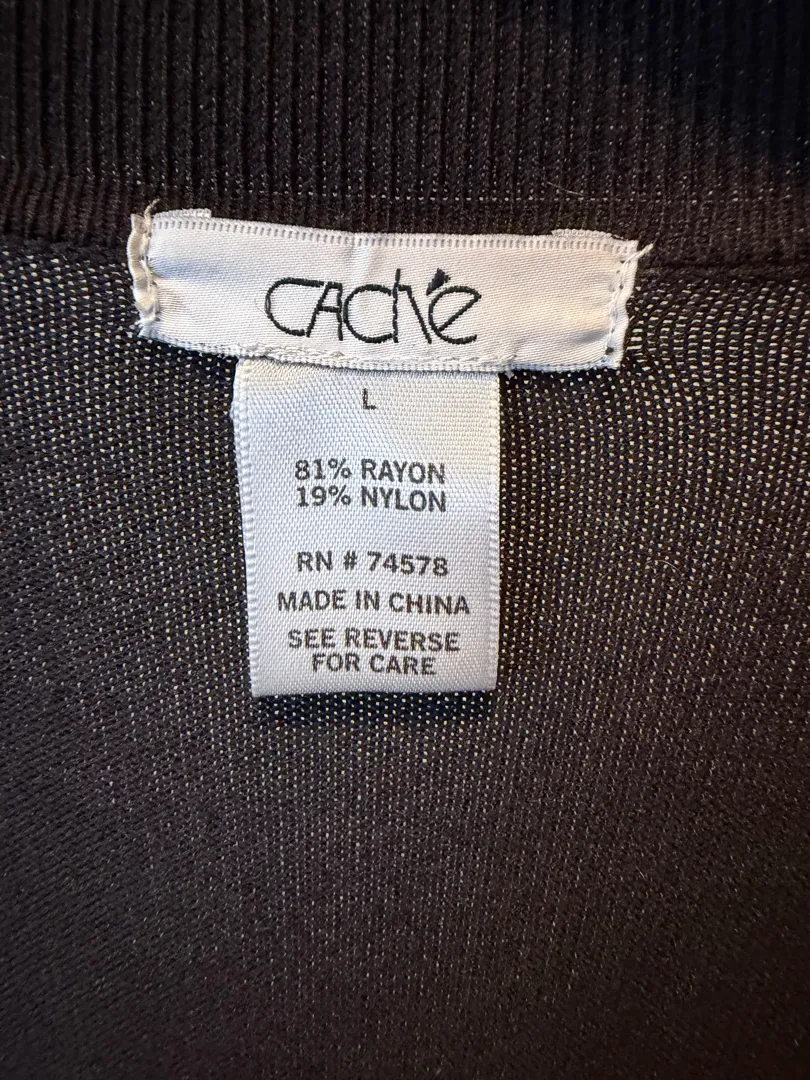 CACHé
L
81% RAYON
19% NYLON
RN # 74578
MADE IN CHINA
SEE REVERSE
FOR CARE